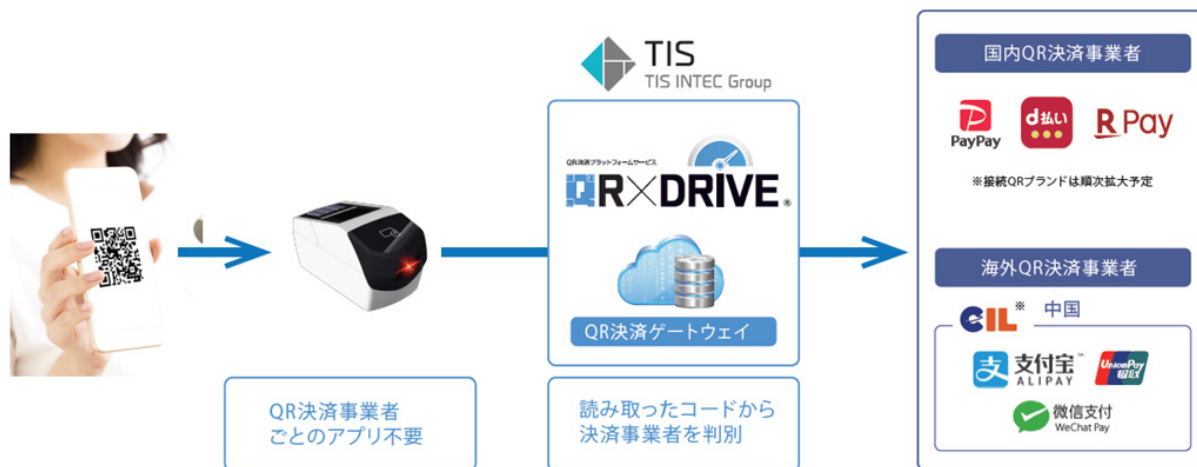 TIS
TIS INTEC Group
QR決済プラットフォームサービス
QR×DRIVE®
QR決済ゲートウェイ
QR決済事業者
ごとのアプリ不要
読み取ったコードから
決済事業者を判別
国内QR決済事業者
PayPay
d払い
R Pay
※接続QRブランドは順次拡大予定
海外QR決済事業者
CIL※ 中国
支 支付宝™
ALIPAY
UnionPay
银联
微信支付
WeChat Pay